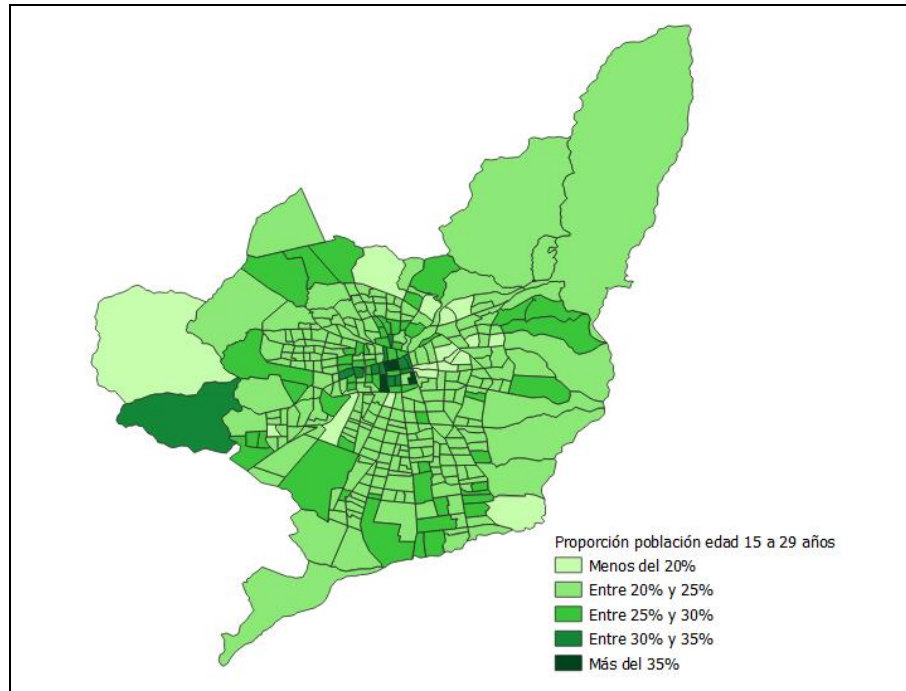 Proporción población edad 15 a 29 años
Menos del 20%
Entre 20% y 25%
Entre 25% y 30%
Entre 30% y 35%
Más del 35%